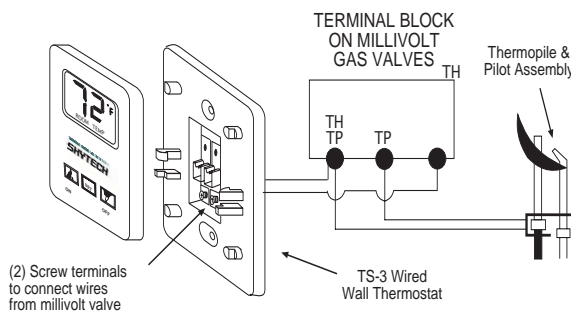 TERMINAL BLOCK
ON MILLIVOLT
GAS VALVES
TH
Thermopile &
Pilot Assembly
TH
TP
TP
72°F
ROOM TEMP
SKYTECH
ON
OFF
(2) Screw terminals
to connect wires
from millivolt valve
TS-3 Wired
Wall Thermostat